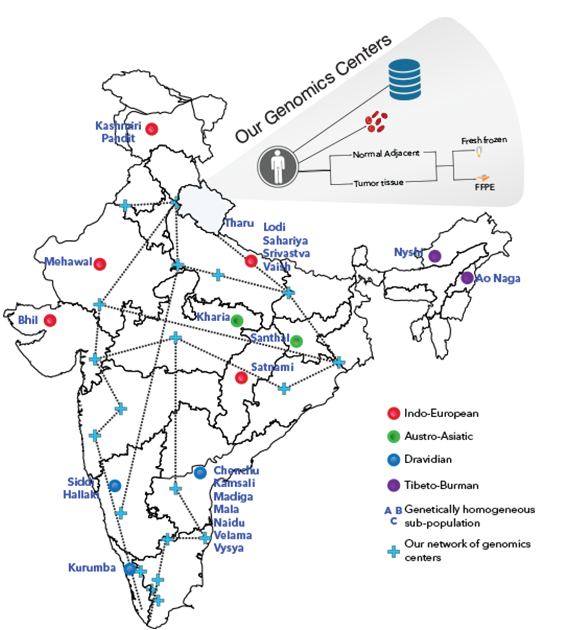 Our Genomics Centers
Fresh frozen
Normal Adjacent
Tumor tissue
FFPE
Kashmiri
Pandit
Tharu
Lodi
Sahariya
Srivastva
Vaish
Mehawal
Nyshi
Ao Naga
Bhil
Kharia
Santhal
Satnami
Siddi
Hallaki
Chenchu
Kamsali
Madiga
Mala
Naidu
Velama
Vysya
Kurumba
Indo-European
Austro-Asiatic
Dravidian
Tibeto-Burman
A B
C
Genetically homogeneous
sub-population
Our network of genomics
centers